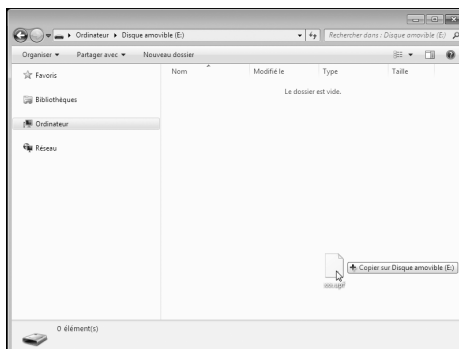 Ordinateur ▸ Disque amovible (E:)
Rechercher dans : Disque amovible (E:)
Organiser Partager avec Nouveau dossier
Nom Modifié le Type Taille
Favoris
Le dossier est vide.
Bibliothèques
Ordinateur
Réseau
Copier sur Disque amovible (E:)
0 élément(s)